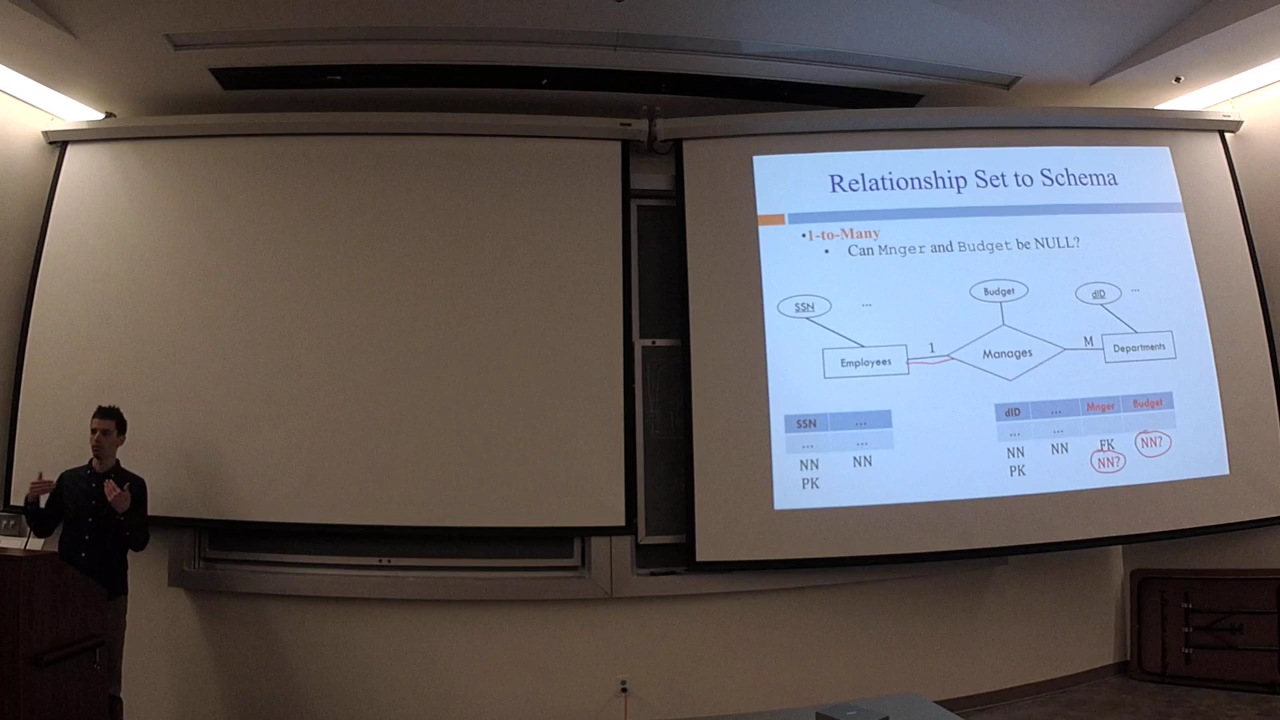 Relationship Set to Schema
•1-to-Many
• Can Mnger and Budget be NULL?
SSN ... Budget dID ...
Employees 1 Manages M Departments
SSN ...
... ...
NN NN
PK
dID ... Mnger Budget
... ...
NN NN FK NN?
PK NN?